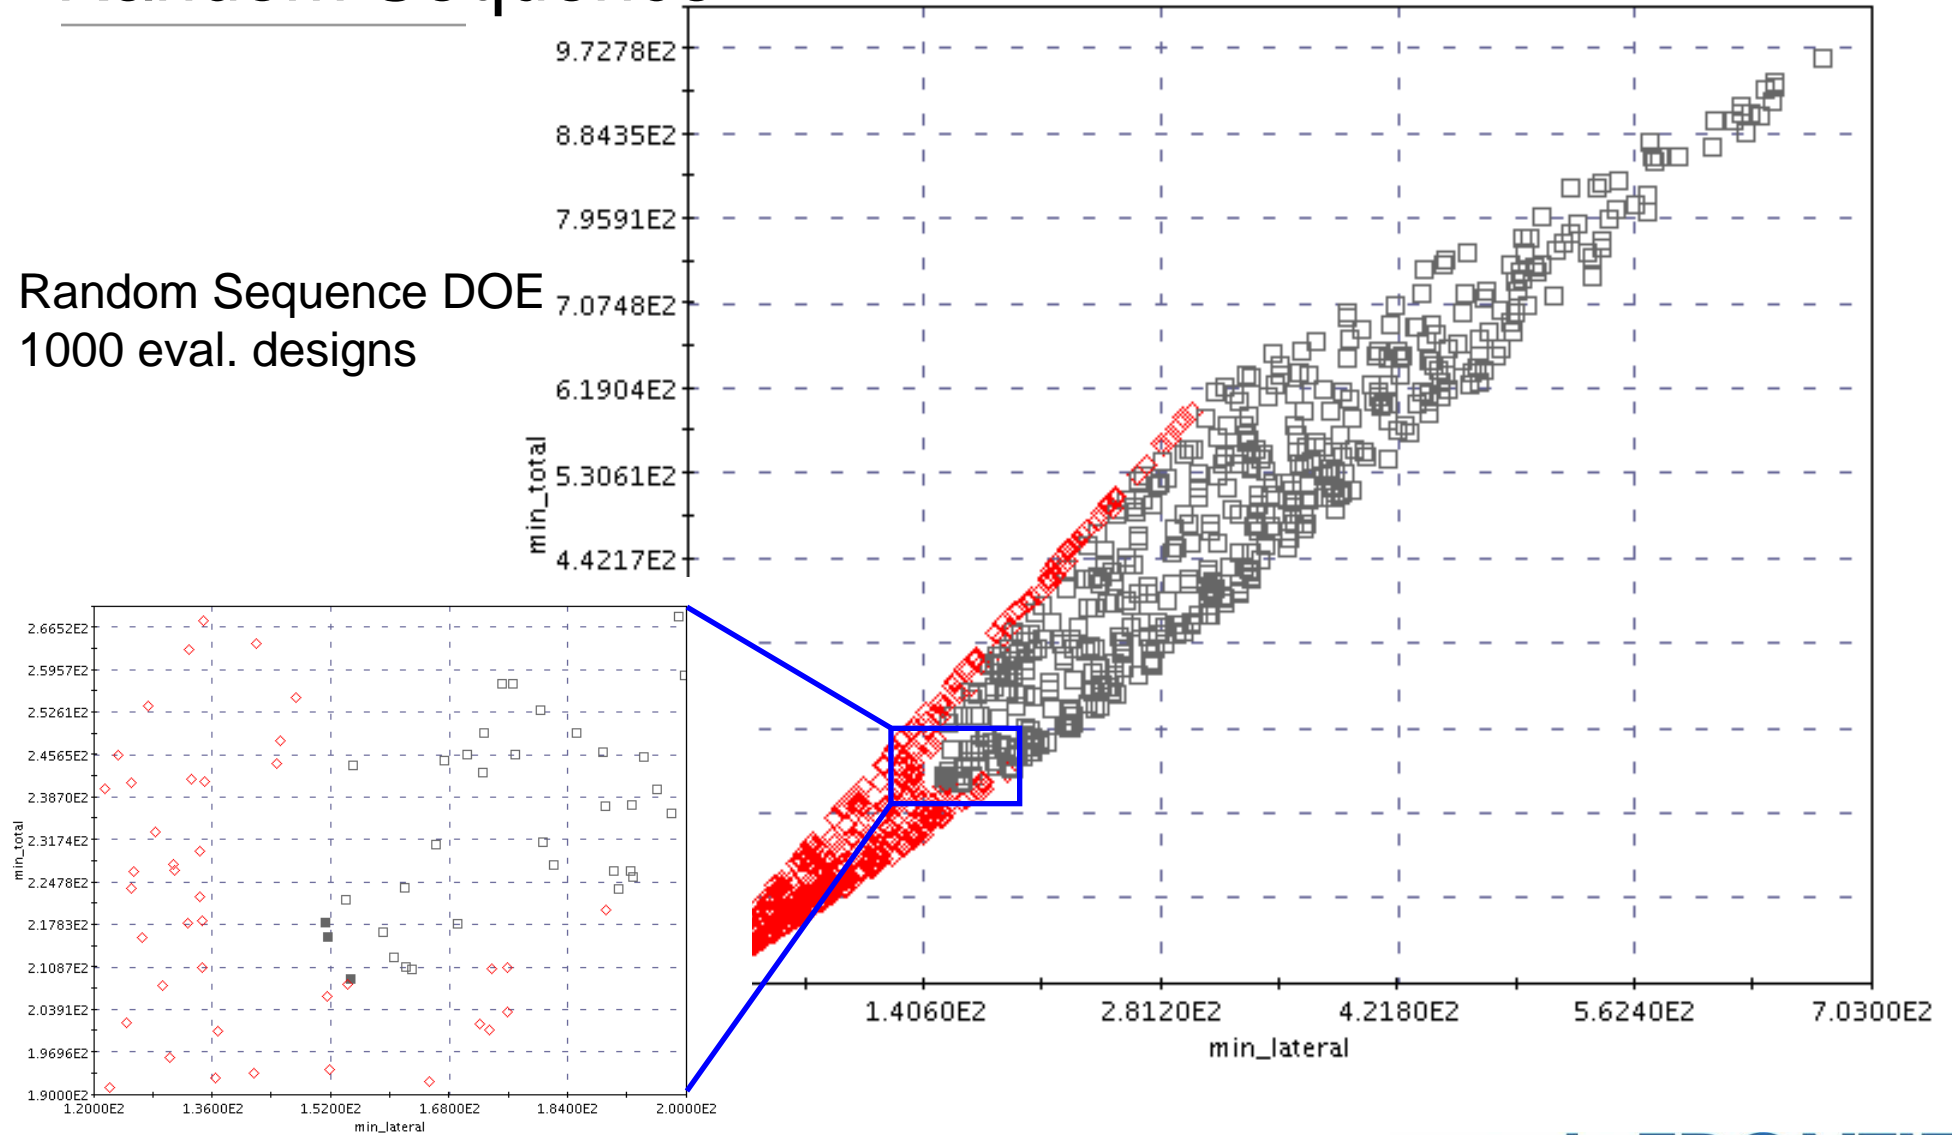 Random Sequence
Random Sequence DOE
1000 eval. designs
9.7278E2
8.8435E2
7.9591E2
7.0748E2
6.1904E2
5.3061E2
4.4217E2
min_total
1.4060E2 2.8120E2 4.2180E2 5.6240E2 7.0300E2
min_lateral
2.6652E2
2.5957E2
2.5261E2
2.4565E2
2.3870E2
2.3174E2
2.2478E2
2.1783E2
2.1087E2
2.0391E2
1.9696E2
1.9000E2
min_total
1.2000E2 1.3600E2 1.5200E2 1.6800E2 1.8400E2 2.0000E2
min_lateral